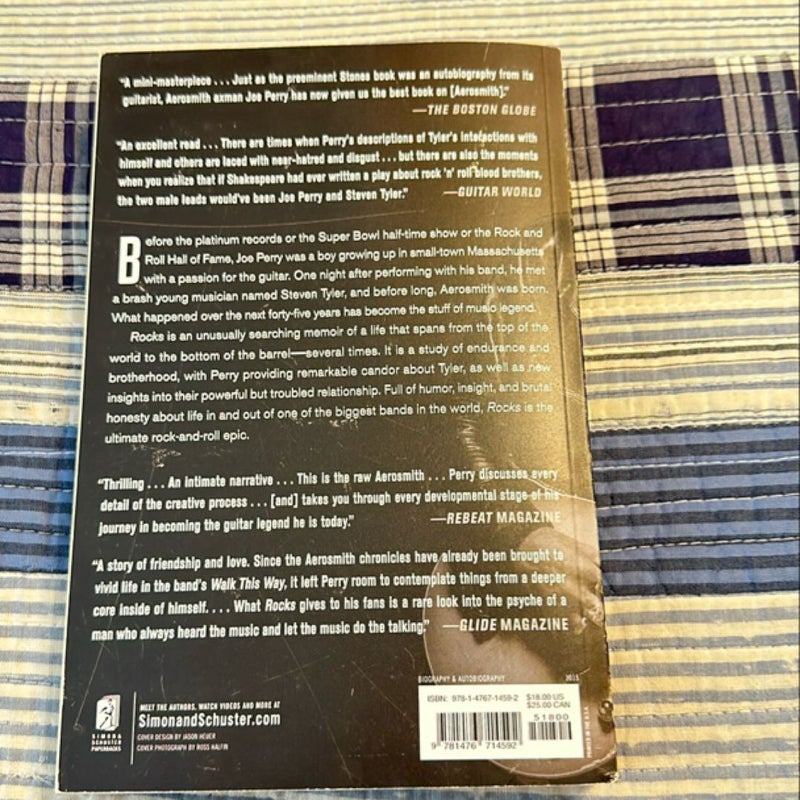 "A mini-masterpiece . . . Just as the preeminent Stones book was an autobiography from its
guitarist, Aerosmith axman Joe Perry has now given us the best book on [Aerosmith]."
—THE BOSTON GLOBE
"An excellent read . . . There are times when Perry's descriptions of Tyler's interactions with
himself and others are laced with near-hatred and disgust . . . but there are also the moments
when you realize that if Shakespeare had ever written a play about rock 'n' roll blood brothers,
the two male leads would've been Joe Perry and Steven Tyler." —GUITAR WORLD
Before the platinum records or the Super Bowl half-time show or the Rock and
Roll Hall of Fame, Joe Perry was a boy growing up in small-town Massachusetts
with a passion for the guitar. One night after performing with his band, he met
a brash young musician named Steven Tyler, and before long, Aerosmith was born.
What happened over the next forty-five years has become the stuff of music legend.
Rocks is an unusually searching memoir of a life that spans from the top of the
world to the bottom of the barrel—several times. It is a study of endurance and
brotherhood, with Perry providing remarkable candor about Tyler, as well as new
insights into their powerful but troubled relationship. Full of humor, insight, and brutal
honesty about life in and out of one of the biggest bands in the world, Rocks is the
ultimate rock-and-roll epic.
"Thrilling . . . An intimate narrative . . . This is the raw Aerosmith . . . Perry discusses every
detail of the creative process . . . [and] takes you through every developmental stage of his
journey in becoming the guitar legend he is today." —REBEAT MAGAZINE
"A story of friendship and love. Since the Aerosmith chronicles have already been brought to
vivid life in the band's Walk This Way, it left Perry room to contemplate things from a deeper
core inside of himself. . . . What Rocks gives to his fans is a rare look into the psyche of a
man who always heard the music and let the music do the talking." —GLIDE MAGAZINE
BIOGRAPHY & AUTOBIOGRAPHY 2015
ISBN: 978-1-4767-1459-2 $18.00 US
$25.00 CAN
51800
9 781476 714592
PRINTED IN THE U.S.A.
SIMON &
SCHUSTER
PAPERBACKS
MEET THE AUTHORS, WATCH VIDEOS AND MORE AT
SimonandSchuster.com
COVER DESIGN BY JASON HEUER
COVER PHOTOGRAPH BY ROSS HALFIN